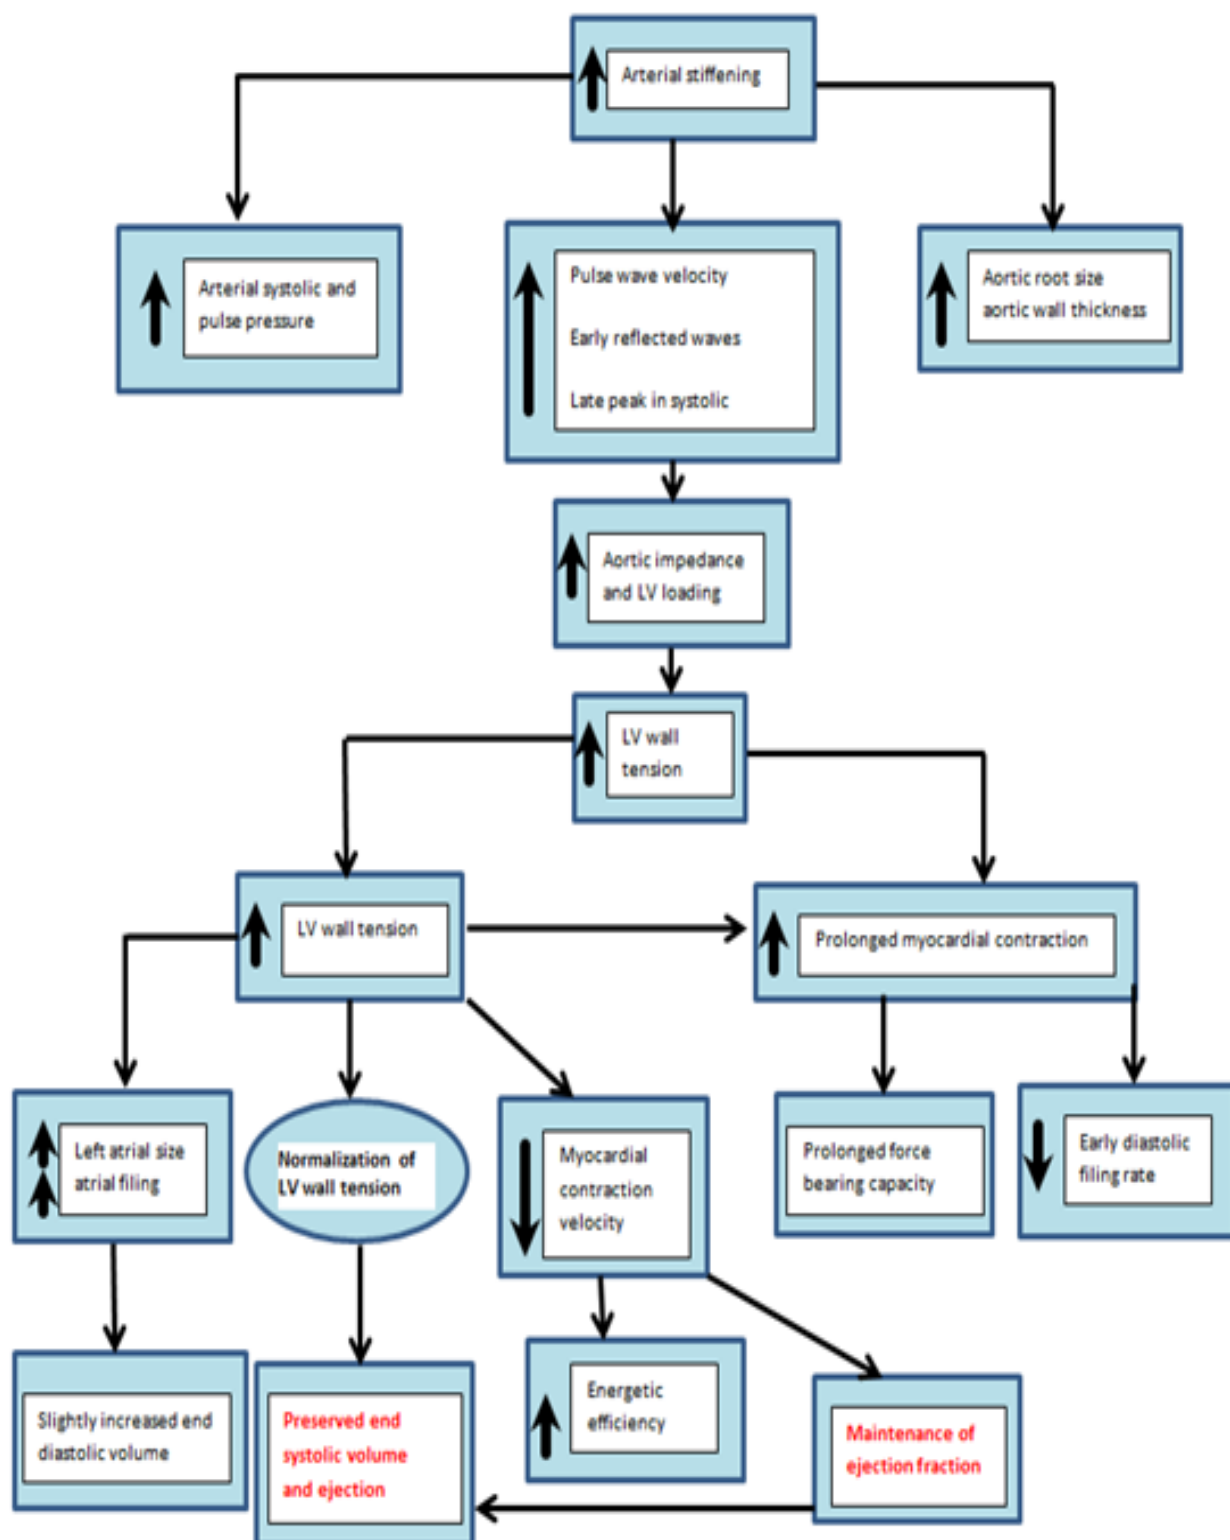 Arterial stiffening
Arterial systolic and
pulse pressure
Pulse wave velocity
Early reflected waves
Late peak in systolic
Aortic root size
aortic wall thickness
Aortic impedance
and LV loading
LV wall
tension
LV wall tension
Prolonged myocardial contraction
Left atrial size
atrial filing
Normalization of
LV wall tension
Myocardial
contraction
velocity
Prolonged force
bearing capacity
Early diastolic
filing rate
Slightly increased end
diastolic volume
Preserved end
systolic volume
and ejection
Energetic
efficiency
Maintenance of
ejection fraction